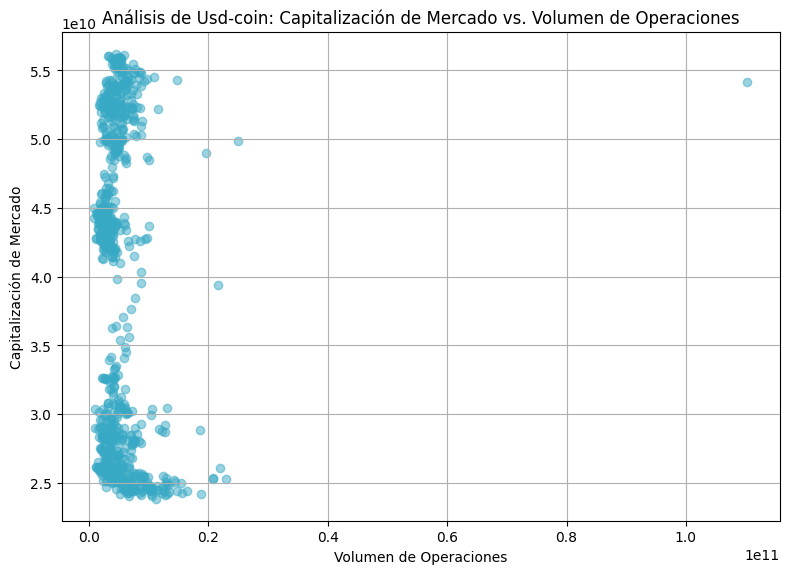 Análisis de Usd-coin: Capitalización de Mercado vs. Volumen de Operaciones
1e10
5.5
5.0
4.5
4.0
3.5
3.0
2.5
Capitalización de Mercado
0.0 0.2 0.4 0.6 0.8 1.0
1e11
Volumen de Operaciones